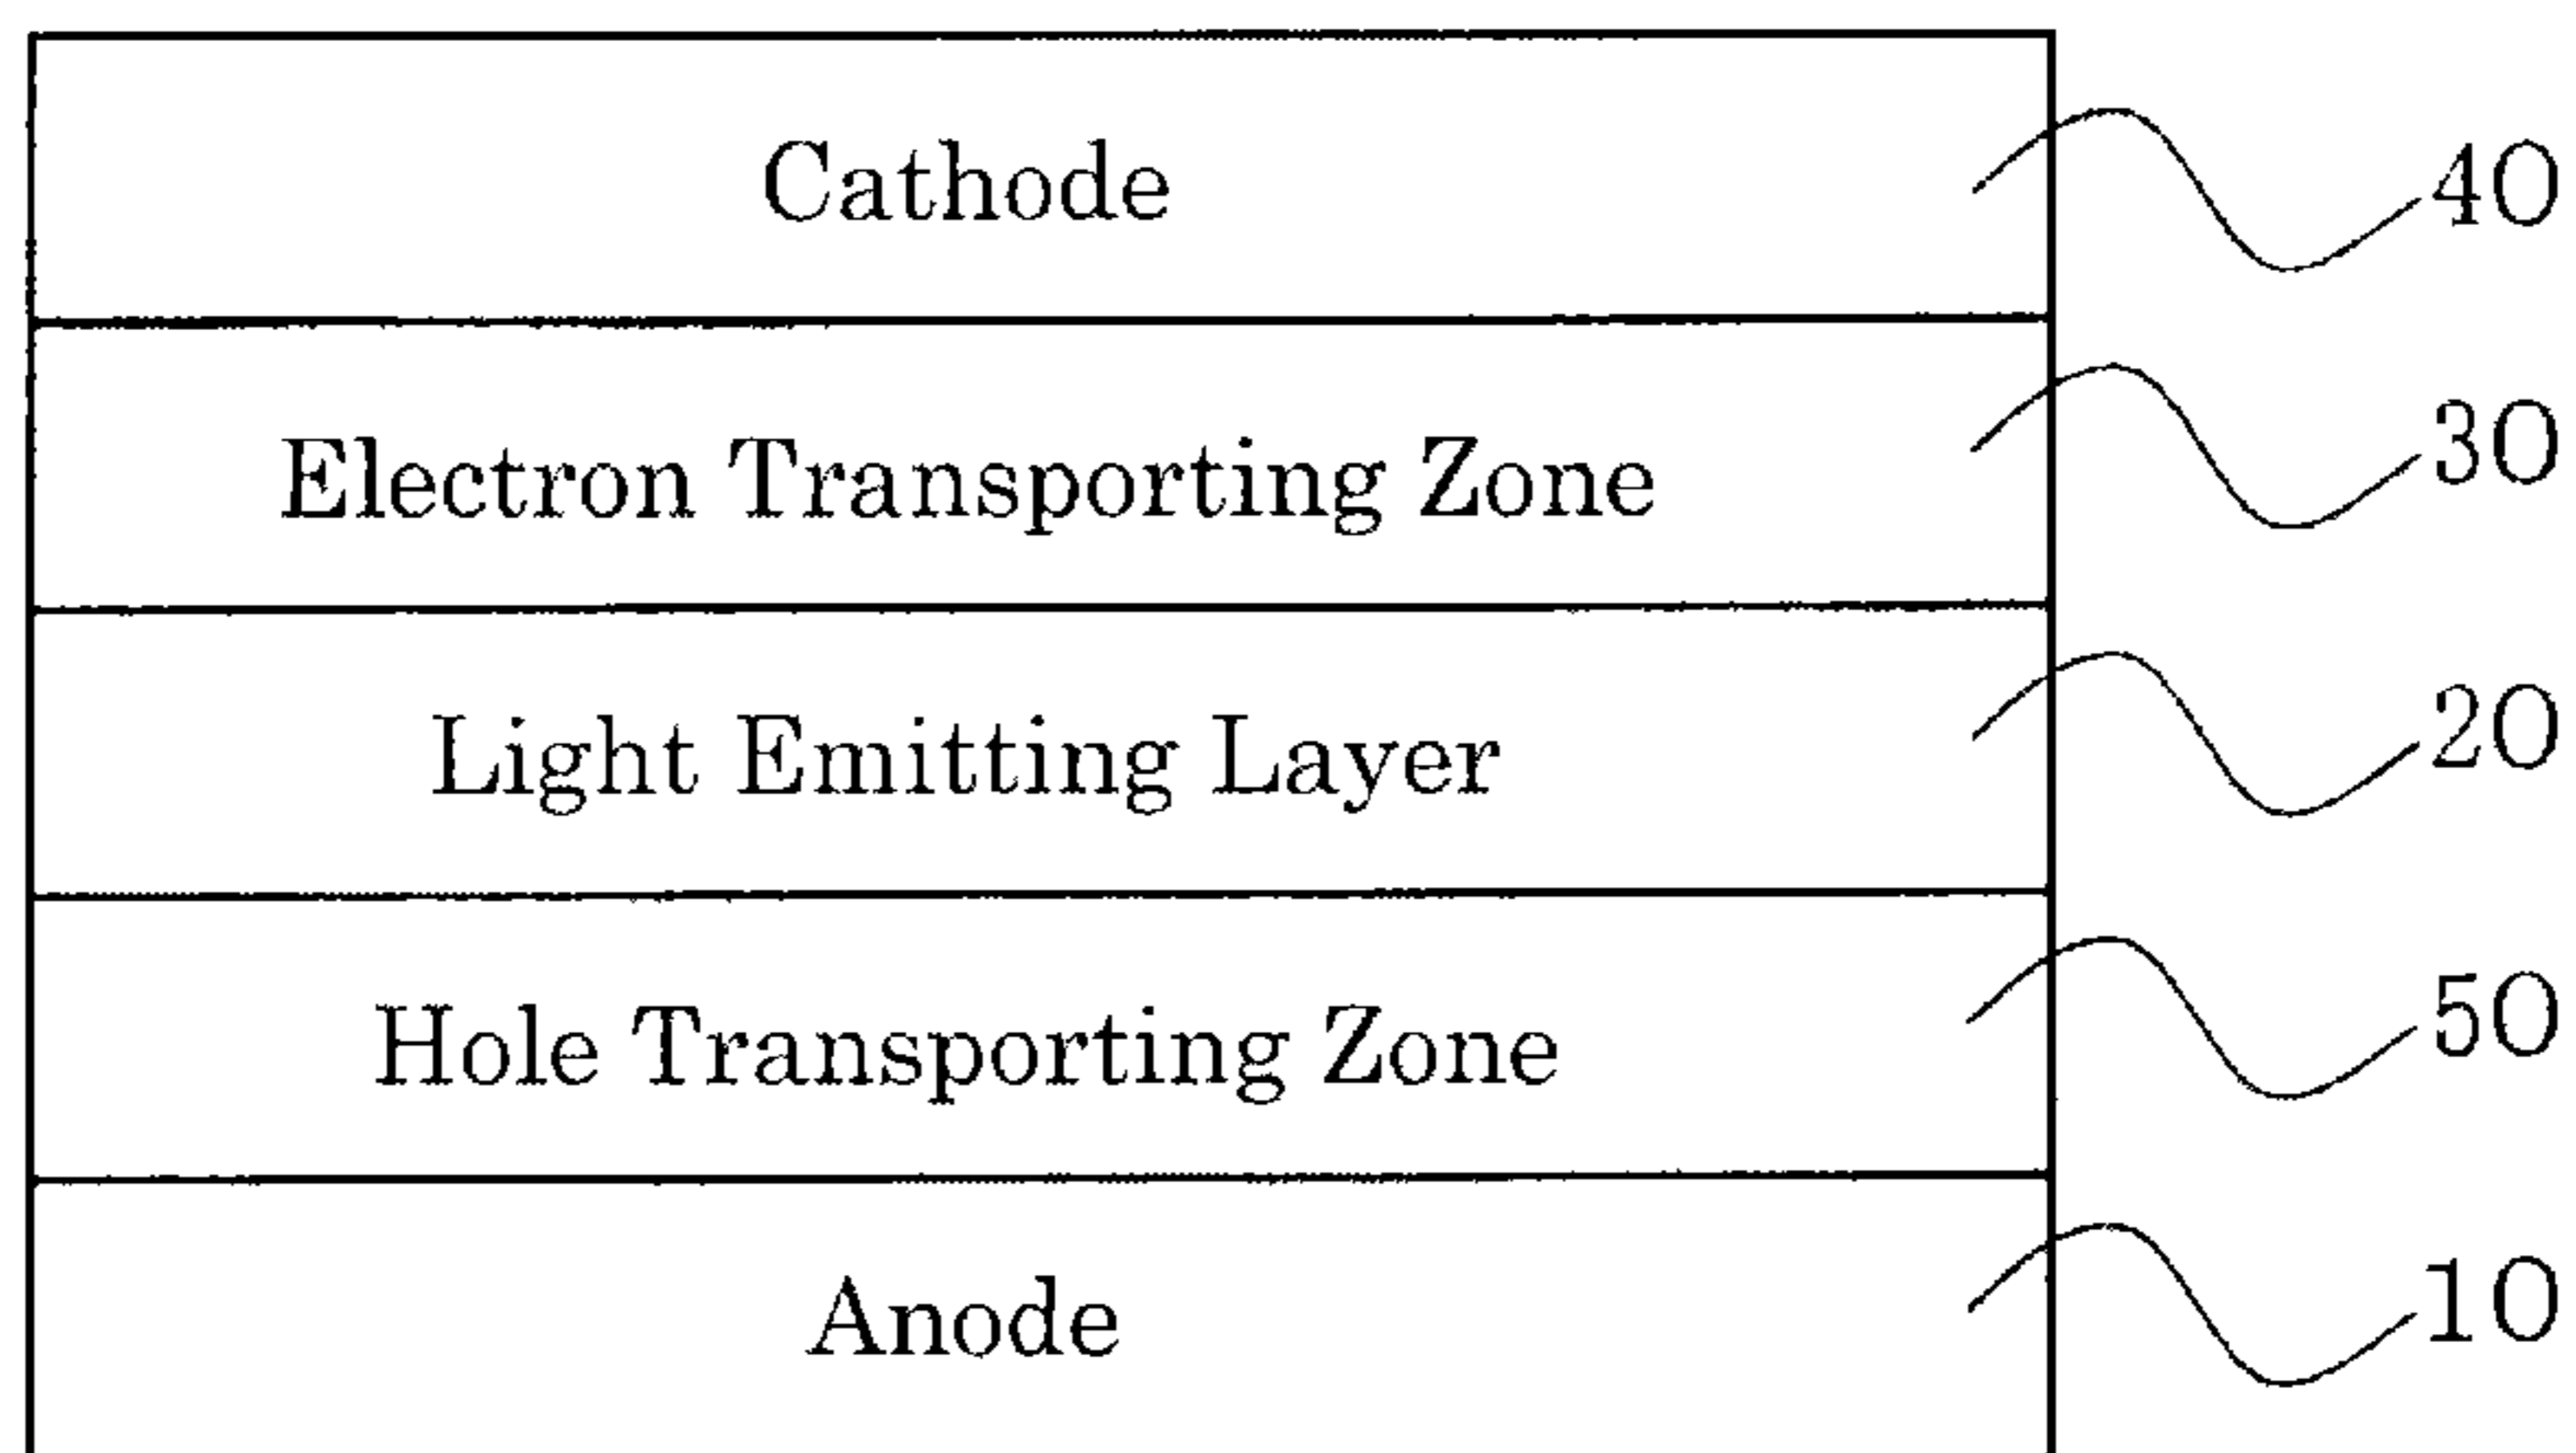 Cathode 40
Electron Transporting Zone 30
Light Emitting Layer 20
Hole Transporting Zone 50
Anode 10